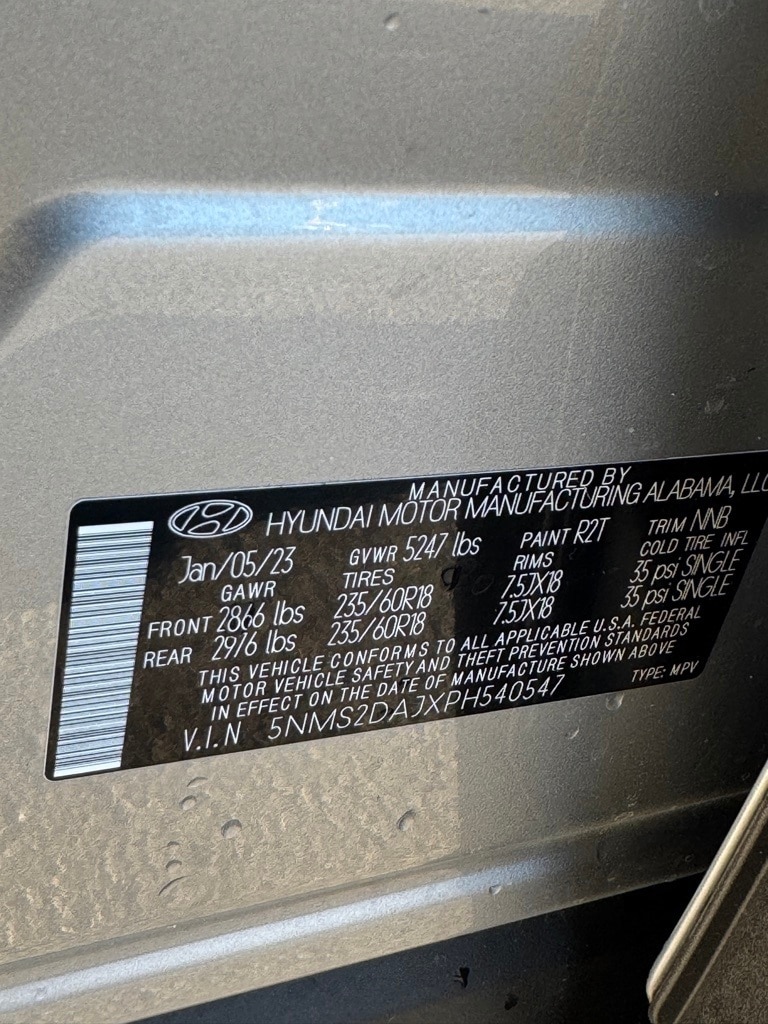 MANUFACTURED BY
HYUNDAI MOTOR MANUFACTURING ALABAMA, LLC
Jan/05/23 GVWR 5247 lbs PAINT R2T TRIM NNB
GAWR TIRES RIMS COLD TIRE INFL
FRONT 2866 lbs 235/60R18 7.5JX18 35 psi SINGLE
REAR 2976 lbs 235/60R18 7.5JX18 35 psi SINGLE
THIS VEHICLE CONFORMS TO ALL APPLICABLE U.S.A. FEDERAL
MOTOR VEHICLE SAFETY AND THEFT PREVENTION STANDARDS
IN EFFECT ON THE DATE OF MANUFACTURE SHOWN ABOVE
V.I.N 5NMS2DAJXPH540547 TYPE: MPV